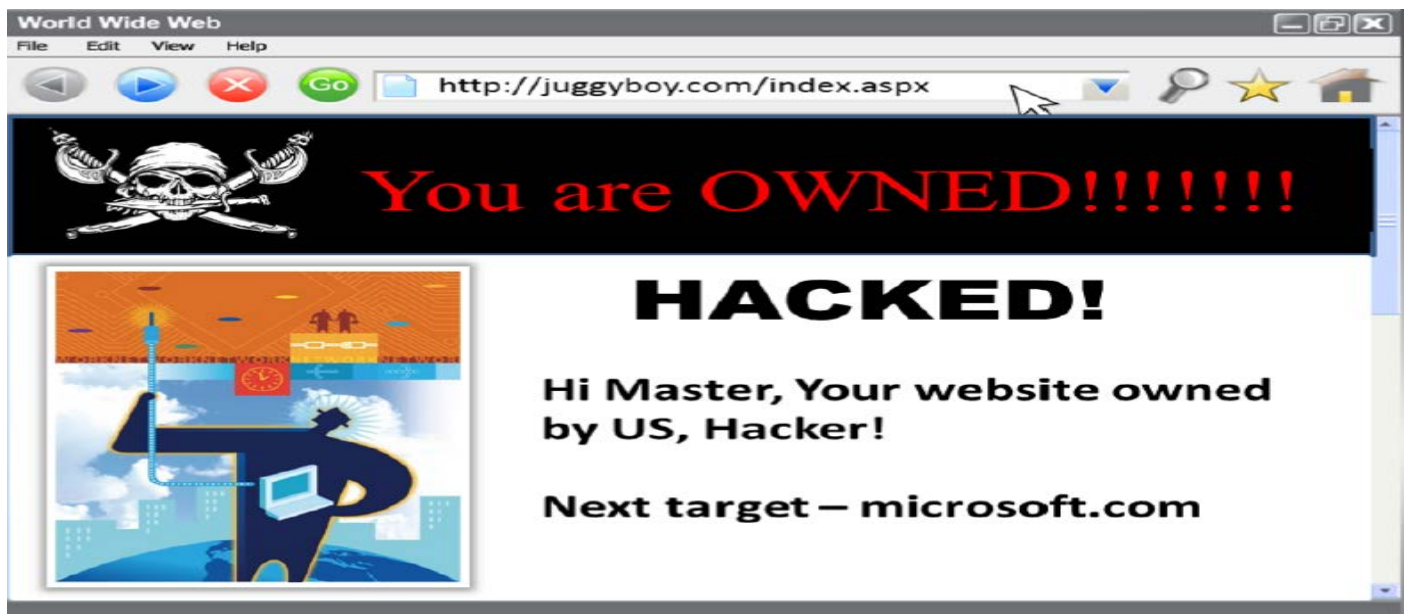 World Wide Web
File Edit View Help
Go
http://juggyboy.com/index.aspx
You are OWNED!!!!!!!
HACKED!
WORKNETWORKNETWORKNETWORKNETWOR
Hi Master, Your website owned
by US, Hacker!
Next target – microsoft.com